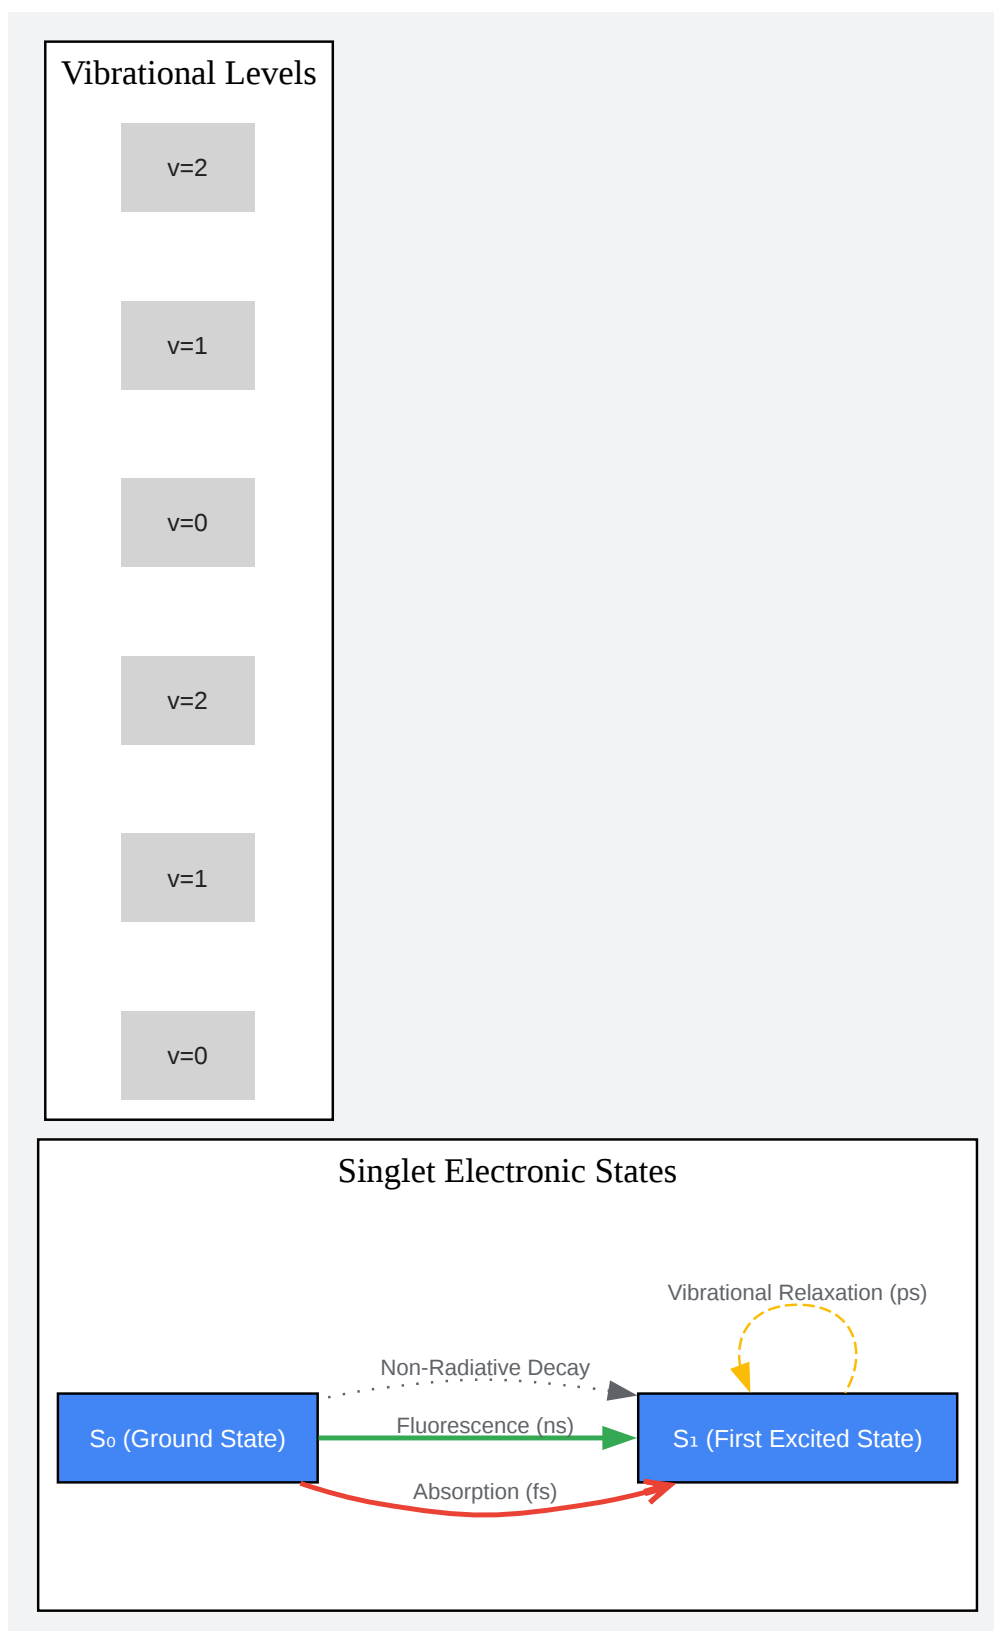 Vibrational Levels
v=2
v=1
v=0
v=2
v=1
v=0
Singlet Electronic States
Vibrational Relaxation (ps)
Non-Radiative Decay
Fluorescence (ns)
S₀ (Ground State)
S₁ (First Excited State)
Absorption (fs)